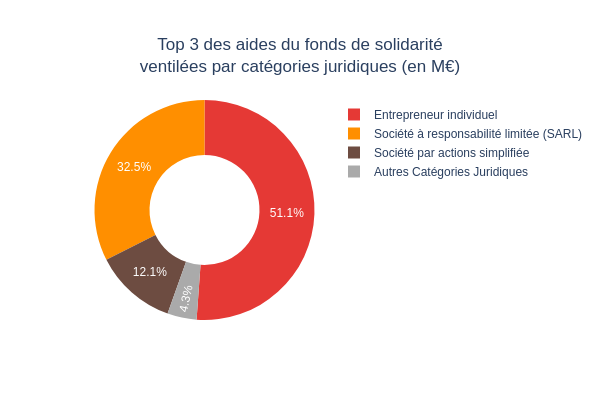 Top 3 des aides du fonds de solidarité
ventilées par catégories juridiques (en M€)
Entrepreneur individuel
Société à responsabilité limitée (SARL)
Société par actions simplifiée
Autres Catégories Juridiques
32.5%
51.1%
12.1%
4.3%